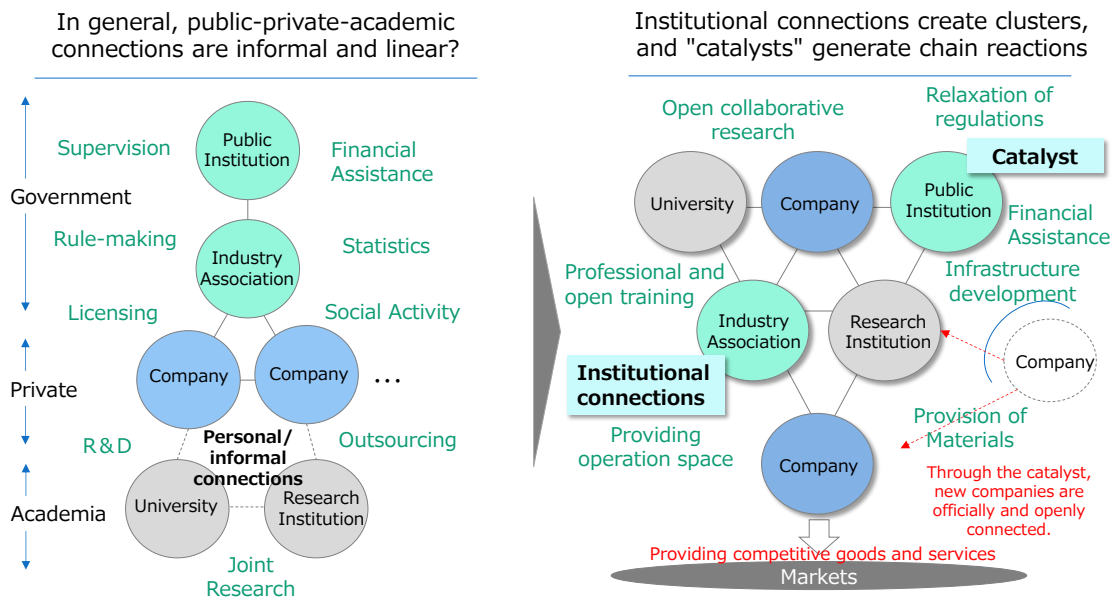 In general, public-private-academic
connections are informal and linear?
Government
Private
Academia
Supervision
Public
Institution
Financial
Assistance
Rule-making
Industry
Association
Statistics
Licensing
Social Activity
Company
Company
...
R&D
Personal/
informal
connections
Outsourcing
University
Research
Institution
Joint
Research
Institutional connections create clusters,
and "catalysts" generate chain reactions
Open collaborative
research
Relaxation of
regulations
Catalyst
University
Company
Public
Institution
Financial
Assistance
Professional and
open training
Infrastructure
development
Industry
Association
Research
Institution
Company
Institutional
connections
Providing
operation space
Company
Provision of
Materials
Through the catalyst,
new companies are
officially and openly
connected.
Providing competitive goods and services
Markets